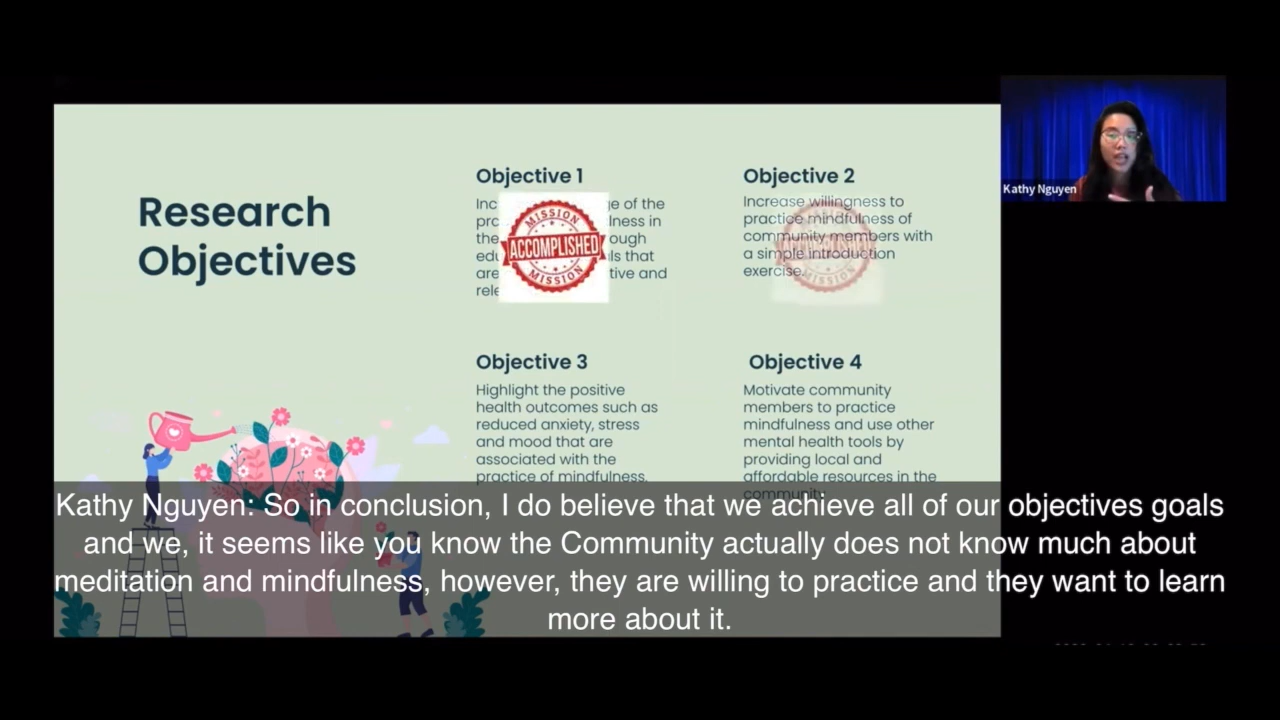 Research
Objectives
Objective 1
Inc e of the
pro lness in
the ough
edu ls that
are tive and
rele
MISSION
ACCOMPLISHED
MISSION
Objective 2
Increase willingness to
practice mindfulness of
community members with
a simple introduction
exercise.
MISSION
ACCOMPLISHED
MISSION
Objective 3
Highlight the positive
health outcomes such as
reduced anxiety, stress
and mood that are
associated with the
practice of mindfulness.
Objective 4
Motivate community
members to practice
mindfulness and use other
mental health tools by
providing local and
affordable resources in the
community.
Kathy Nguyen
Kathy Nguyen: So in conclusion, I do believe that we achieve all of our objectives goals
and we, it seems like you know the Community actually does not know much about
meditation and mindfulness, however, they are willing to practice and they want to learn
more about it.